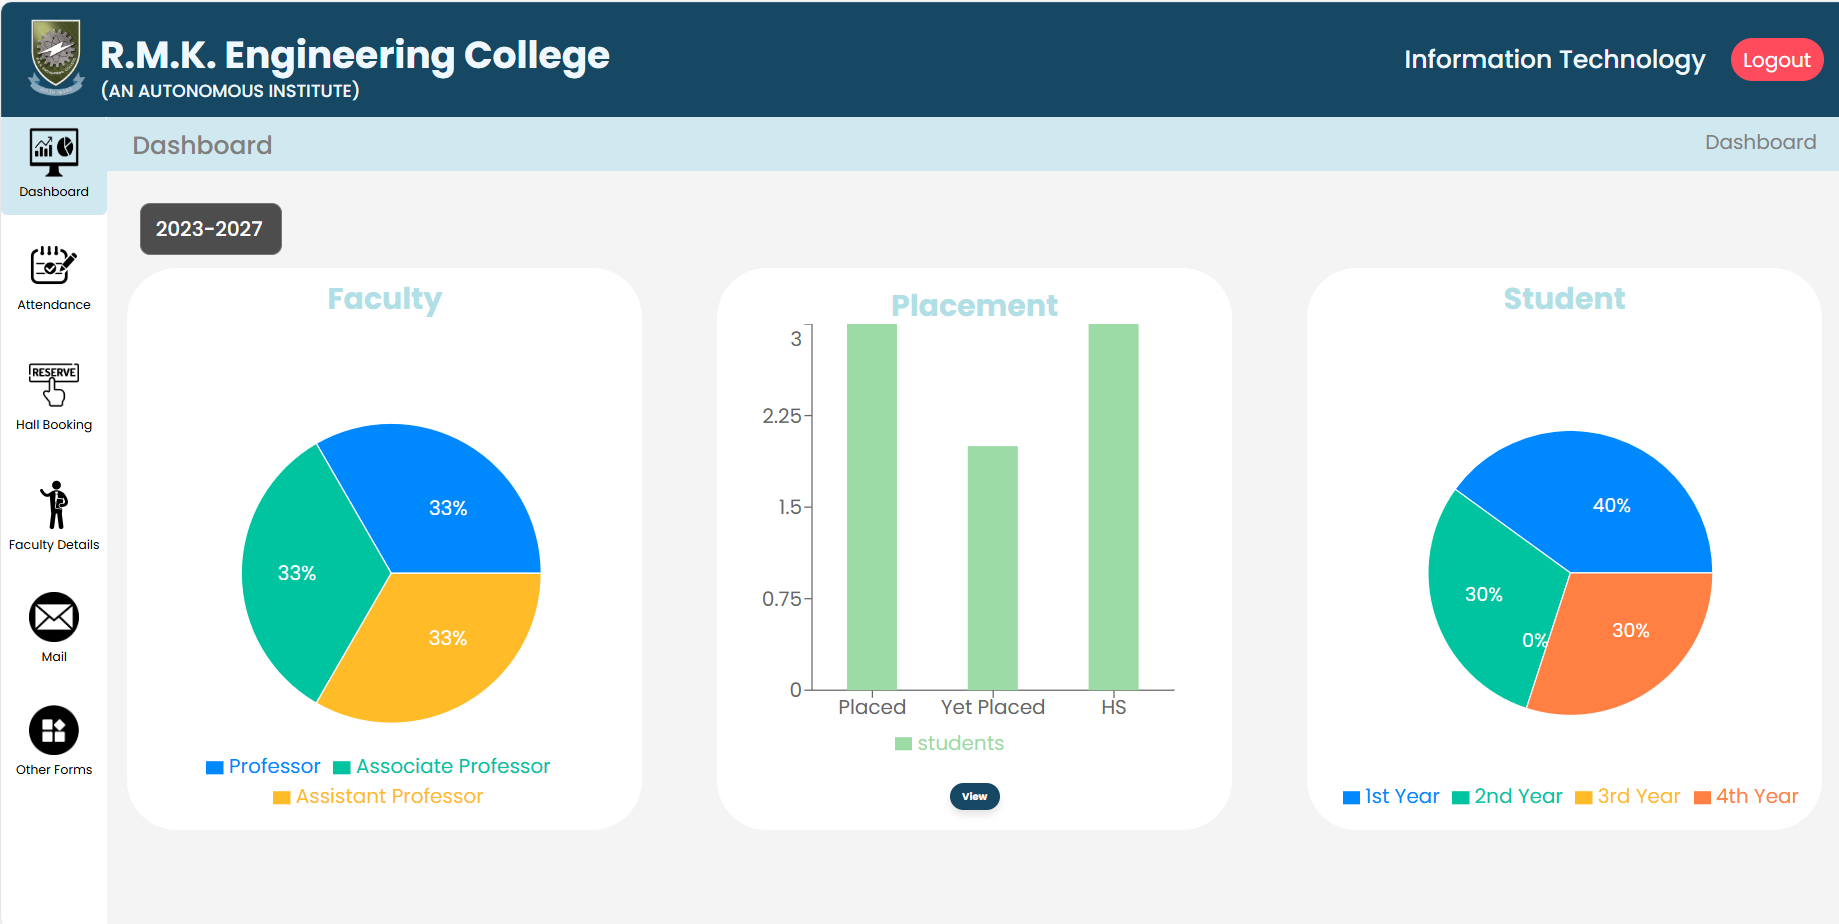 R.M.K. Engineering College
(AN AUTONOMOUS INSTITUTE)
Information Technology
Logout
Dashboard
Attendance
RESERVE
Hall Booking
Faculty Details
Mail
Other Forms
Dashboard
Dashboard
2023-2027
Faculty
33%
33%
33%
Professor
Associate Professor
Assistant Professor
Placement
3
2.25
1.5
0.75
0
Placed
Yet Placed
HS
students
View
Student
40%
30%
0%
30%
1st Year
2nd Year
3rd Year
4th Year